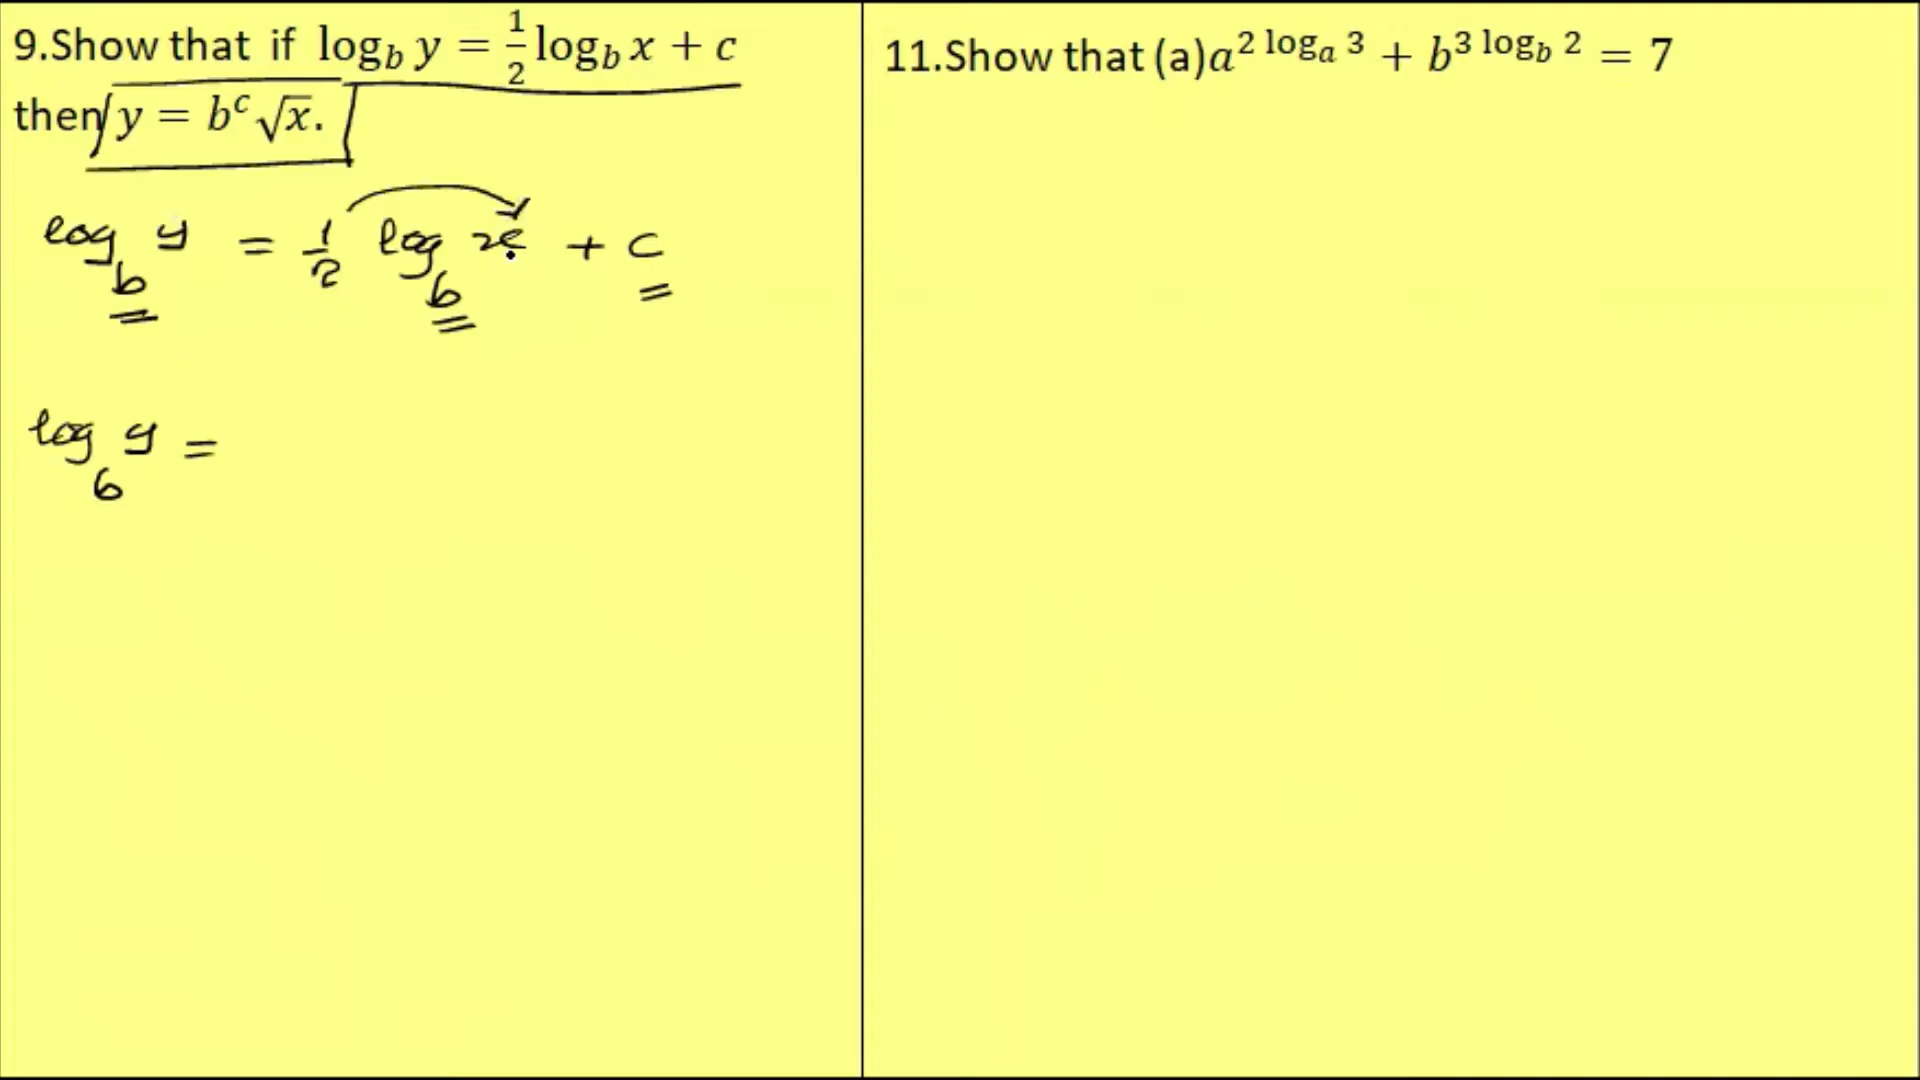 9.Show that if log_b y = 1/2 log_b x + c
then y = b^c √x.
log_b y = 1/2 log_b x + c
log_b y =
11.Show that (a)a^{2 log_a 3} + b^{3 log_b 2} = 7